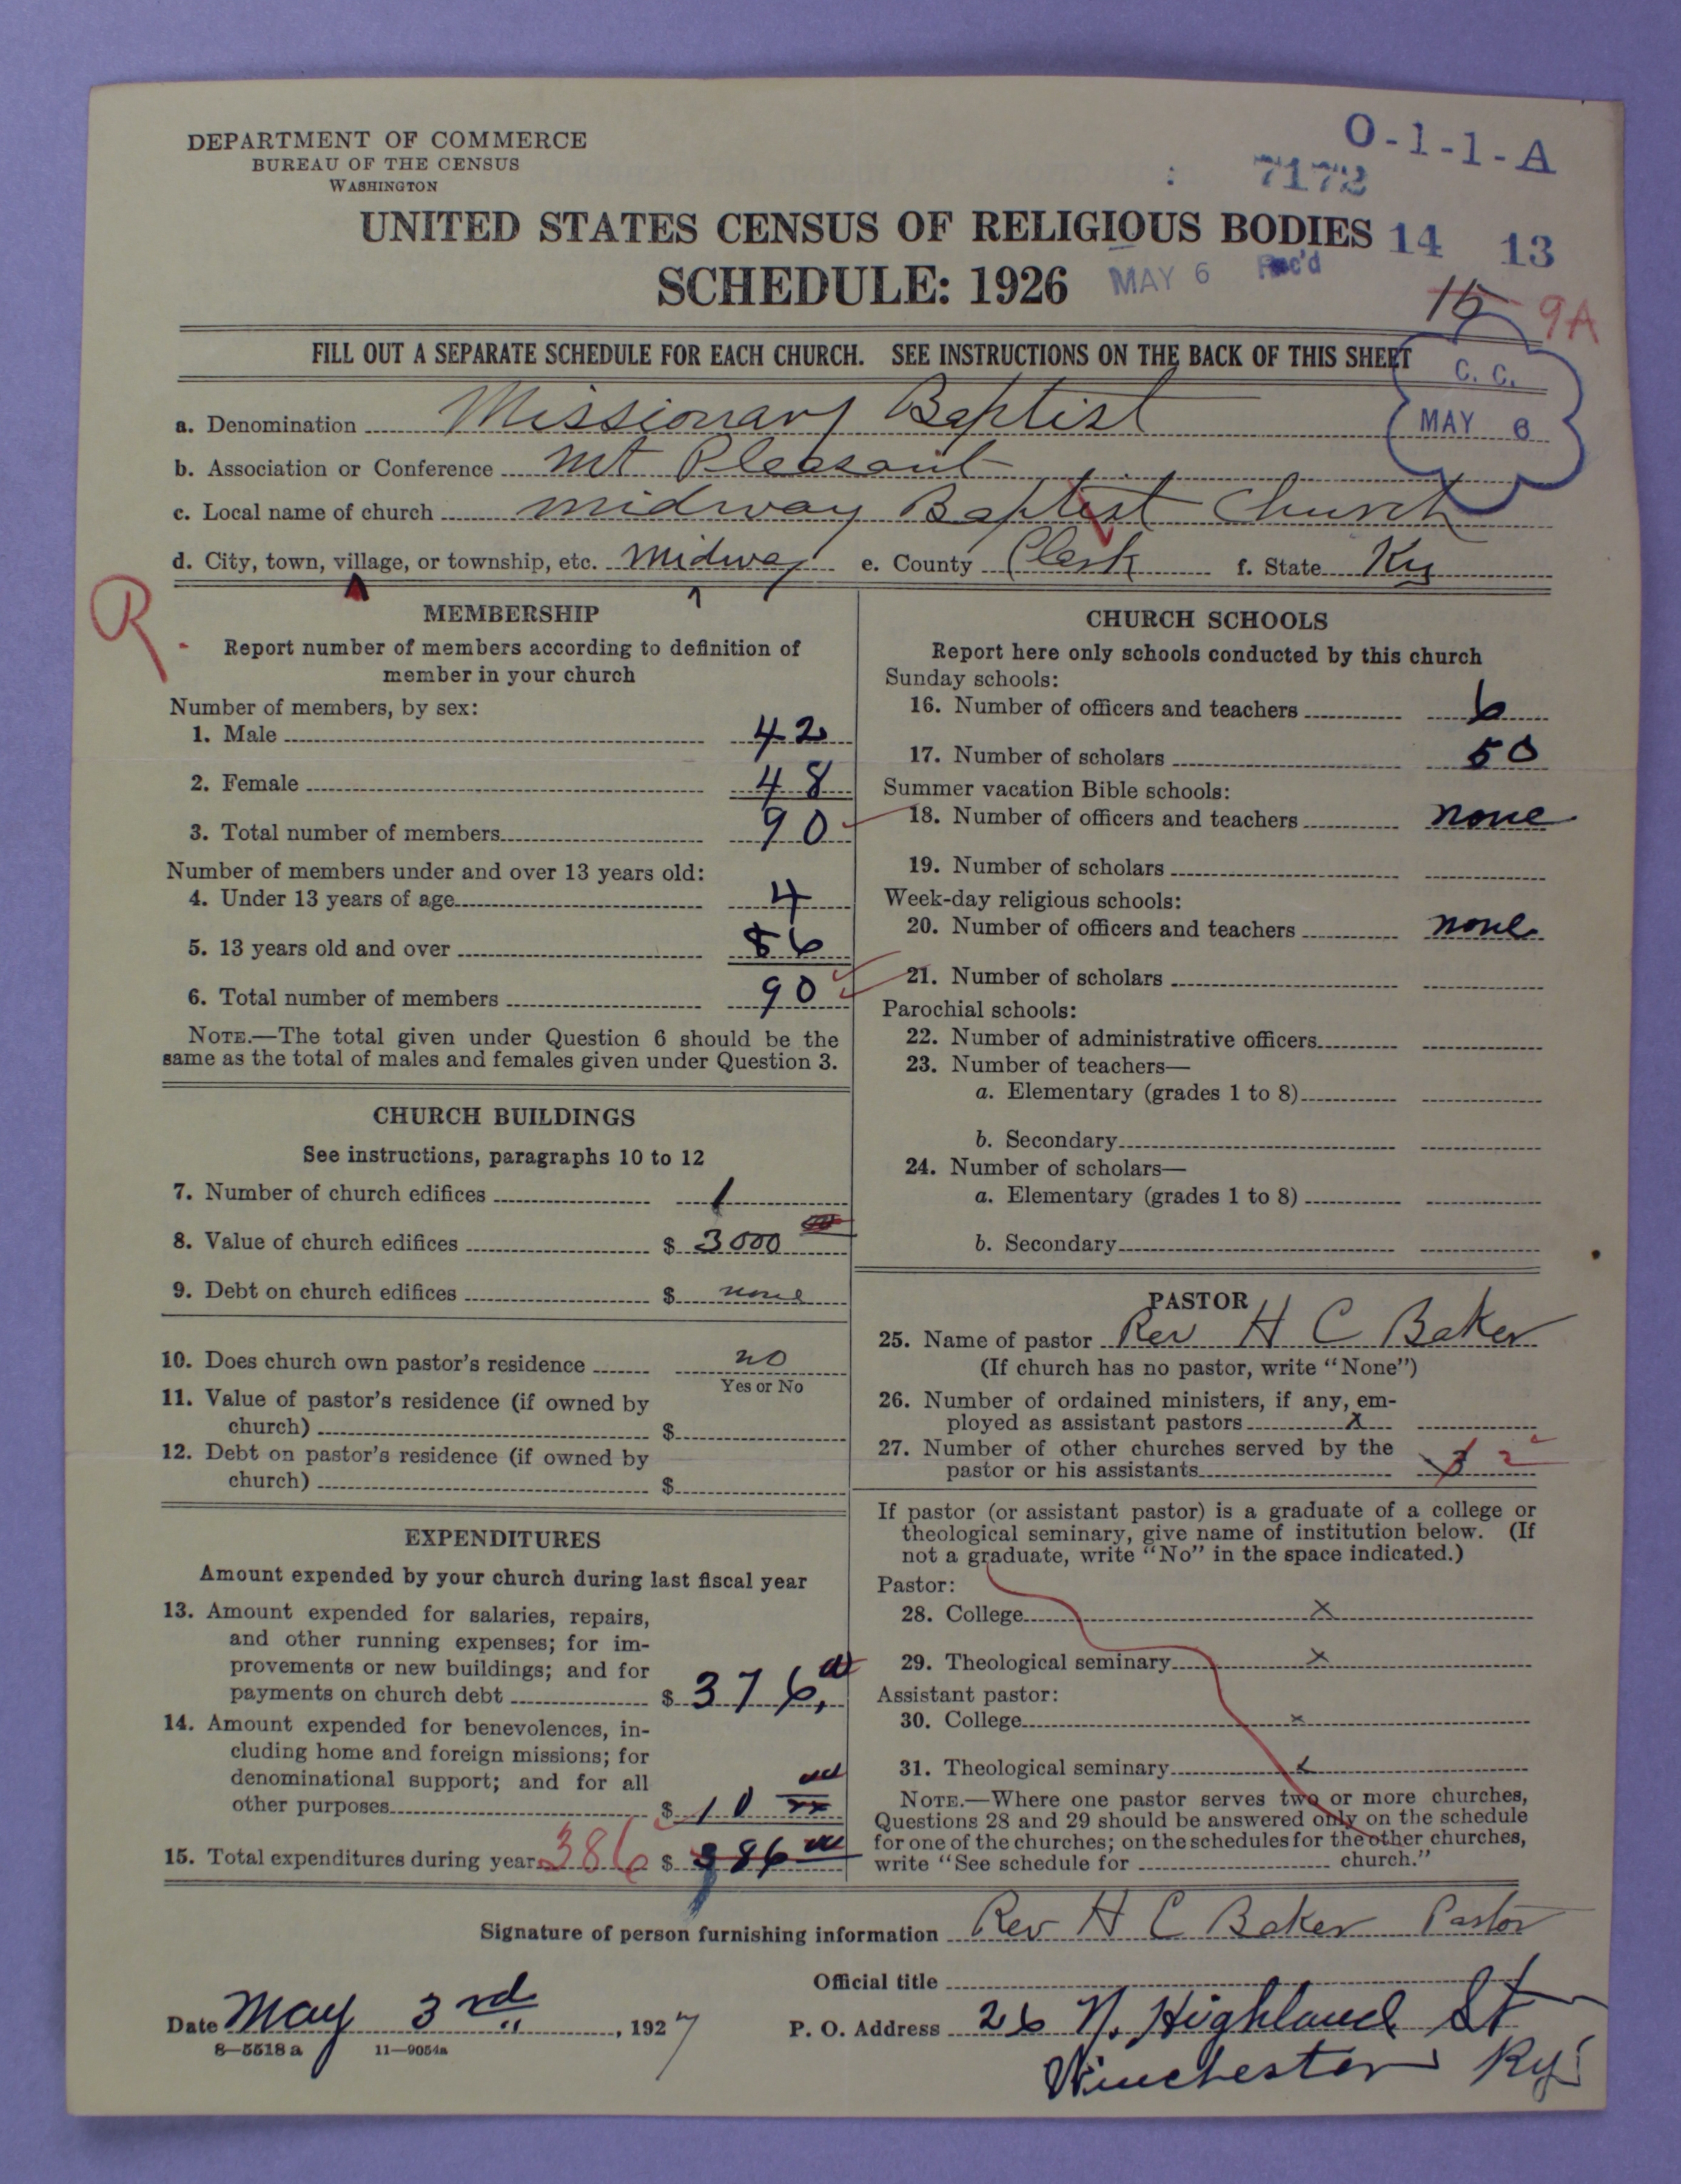 DEPARTMENT OF COMMERCE
BUREAU OF THE CENSUS
WASHINGTON
O-1-1-A
7172
UNITED STATES CENSUS OF RELIGIOUS BODIES 14 13
SCHEDULE: 1926 MAY 6 Rec'd
15 9A
FILL OUT A SEPARATE SCHEDULE FOR EACH CHURCH. SEE INSTRUCTIONS ON THE BACK OF THIS SHEET
C. C.
MAY 6
a. Denomination Missionary Baptist
b. Association or Conference Mt Pleasant
c. Local name of church Midway Baptist Church
d. City, town, village, or township, etc. Midway e. County Clark f. State Ky
R.
MEMBERSHIP
Report number of members according to definition of
member in your church
Number of members, by sex:
1. Male 42
2. Female 48
3. Total number of members 90
Number of members under and over 13 years old:
4. Under 13 years of age 4
5. 13 years old and over 86
6. Total number of members 90
NOTE.—The total given under Question 6 should be the
same as the total of males and females given under Question 3.
CHURCH BUILDINGS
See instructions, paragraphs 10 to 12
7. Number of church edifices 1
8. Value of church edifices $ 3000
9. Debt on church edifices $ none
10. Does church own pastor's residence no
Yes or No
11. Value of pastor's residence (if owned by
church) $
12. Debt on pastor's residence (if owned by
church) $
EXPENDITURES
Amount expended by your church during last fiscal year
13. Amount expended for salaries, repairs,
and other running expenses; for im-
provements or new buildings; and for
payments on church debt $ 376.00
14. Amount expended for benevolences, in-
cluding home and foreign missions; for
denominational support; and for all
other purposes $ 10 00
15. Total expenditures during year 386 $ 386 00
CHURCH SCHOOLS
Report here only schools conducted by this church
Sunday schools:
16. Number of officers and teachers 6
17. Number of scholars 50
Summer vacation Bible schools:
18. Number of officers and teachers none
19. Number of scholars
Week-day religious schools:
20. Number of officers and teachers none
21. Number of scholars
Parochial schools:
22. Number of administrative officers
23. Number of teachers—
a. Elementary (grades 1 to 8)
b. Secondary
24. Number of scholars—
a. Elementary (grades 1 to 8)
b. Secondary
PASTOR
25. Name of pastor Rev H C Baker
(If church has no pastor, write "None")
26. Number of ordained ministers, if any, em-
ployed as assistant pastors x
27. Number of other churches served by the
pastor or his assistants 3 2
If pastor (or assistant pastor) is a graduate of a college or
theological seminary, give name of institution below. (If
not a graduate, write "No" in the space indicated.)
Pastor:
28. College x
29. Theological seminary x
Assistant pastor:
30. College x
31. Theological seminary x
NOTE.—Where one pastor serves two or more churches,
Questions 28 and 29 should be answered only on the schedule
for one of the churches; on the schedules for the other churches,
write "See schedule for church."
Signature of person furnishing information Rev H C Baker Pastor
Official title
Date May 3rd, 1927 P. O. Address 26 N. Highland St
8—5518a 11—9054a
Winchester Ky